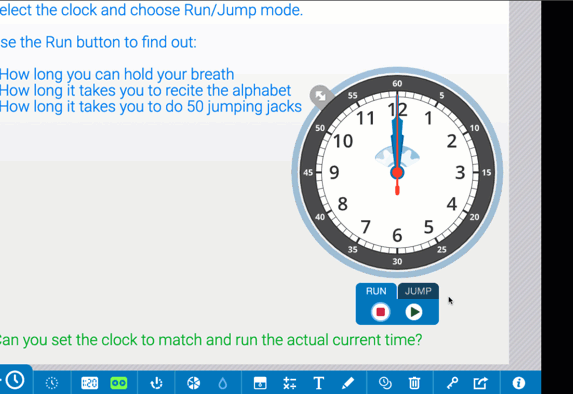 elect the clock and choose Run/Jump mode.
se the Run button to find out:
How long you can hold your breath
How long it takes you to recite the alphabet
How long it takes you to do 50 jumping jacks
60
55 5
12
11 1
50 10
10 2
45 9 3 15
8 4
40 20
7 5
6
35 25
30
RUN JUMP
Can you set the clock to match and run the actual current time?
1:20 T i